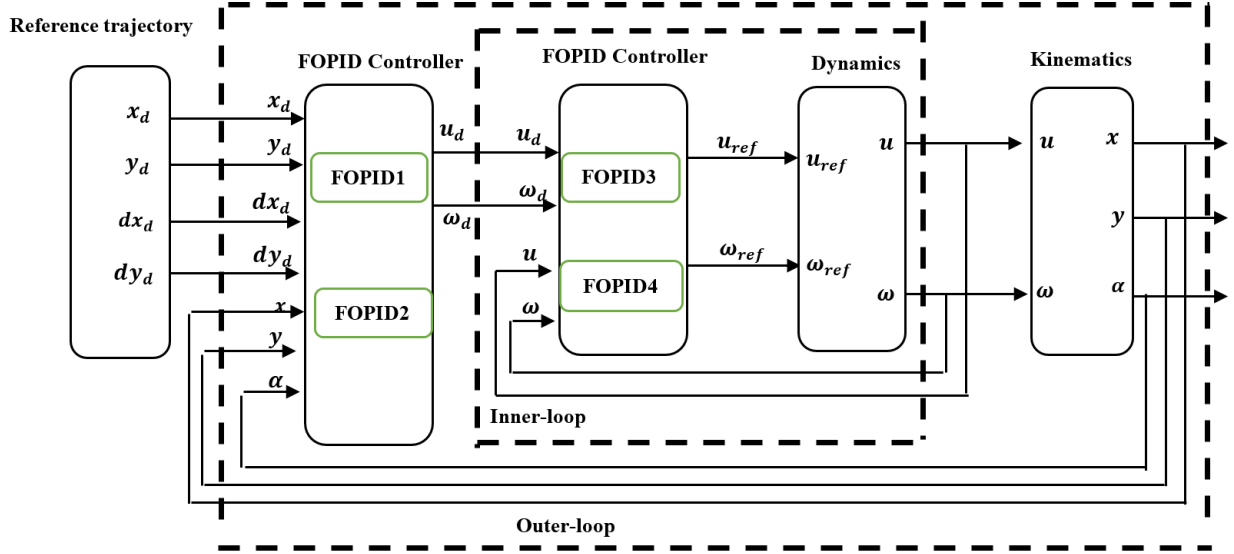 Reference trajectory
x_d
y_d
dx_d
dy_d
FOPID Controller
x_d
y_d
dx_d
dy_d
x
y
α
FOPID1
FOPID2
u_d
ω_d
FOPID Controller
u_d
ω_d
u
ω
FOPID3
FOPID4
u_ref
ω_ref
Dynamics
u_ref
ω_ref
u
ω
Kinematics
u
ω
x
y
α
Inner-loop
Outer-loop